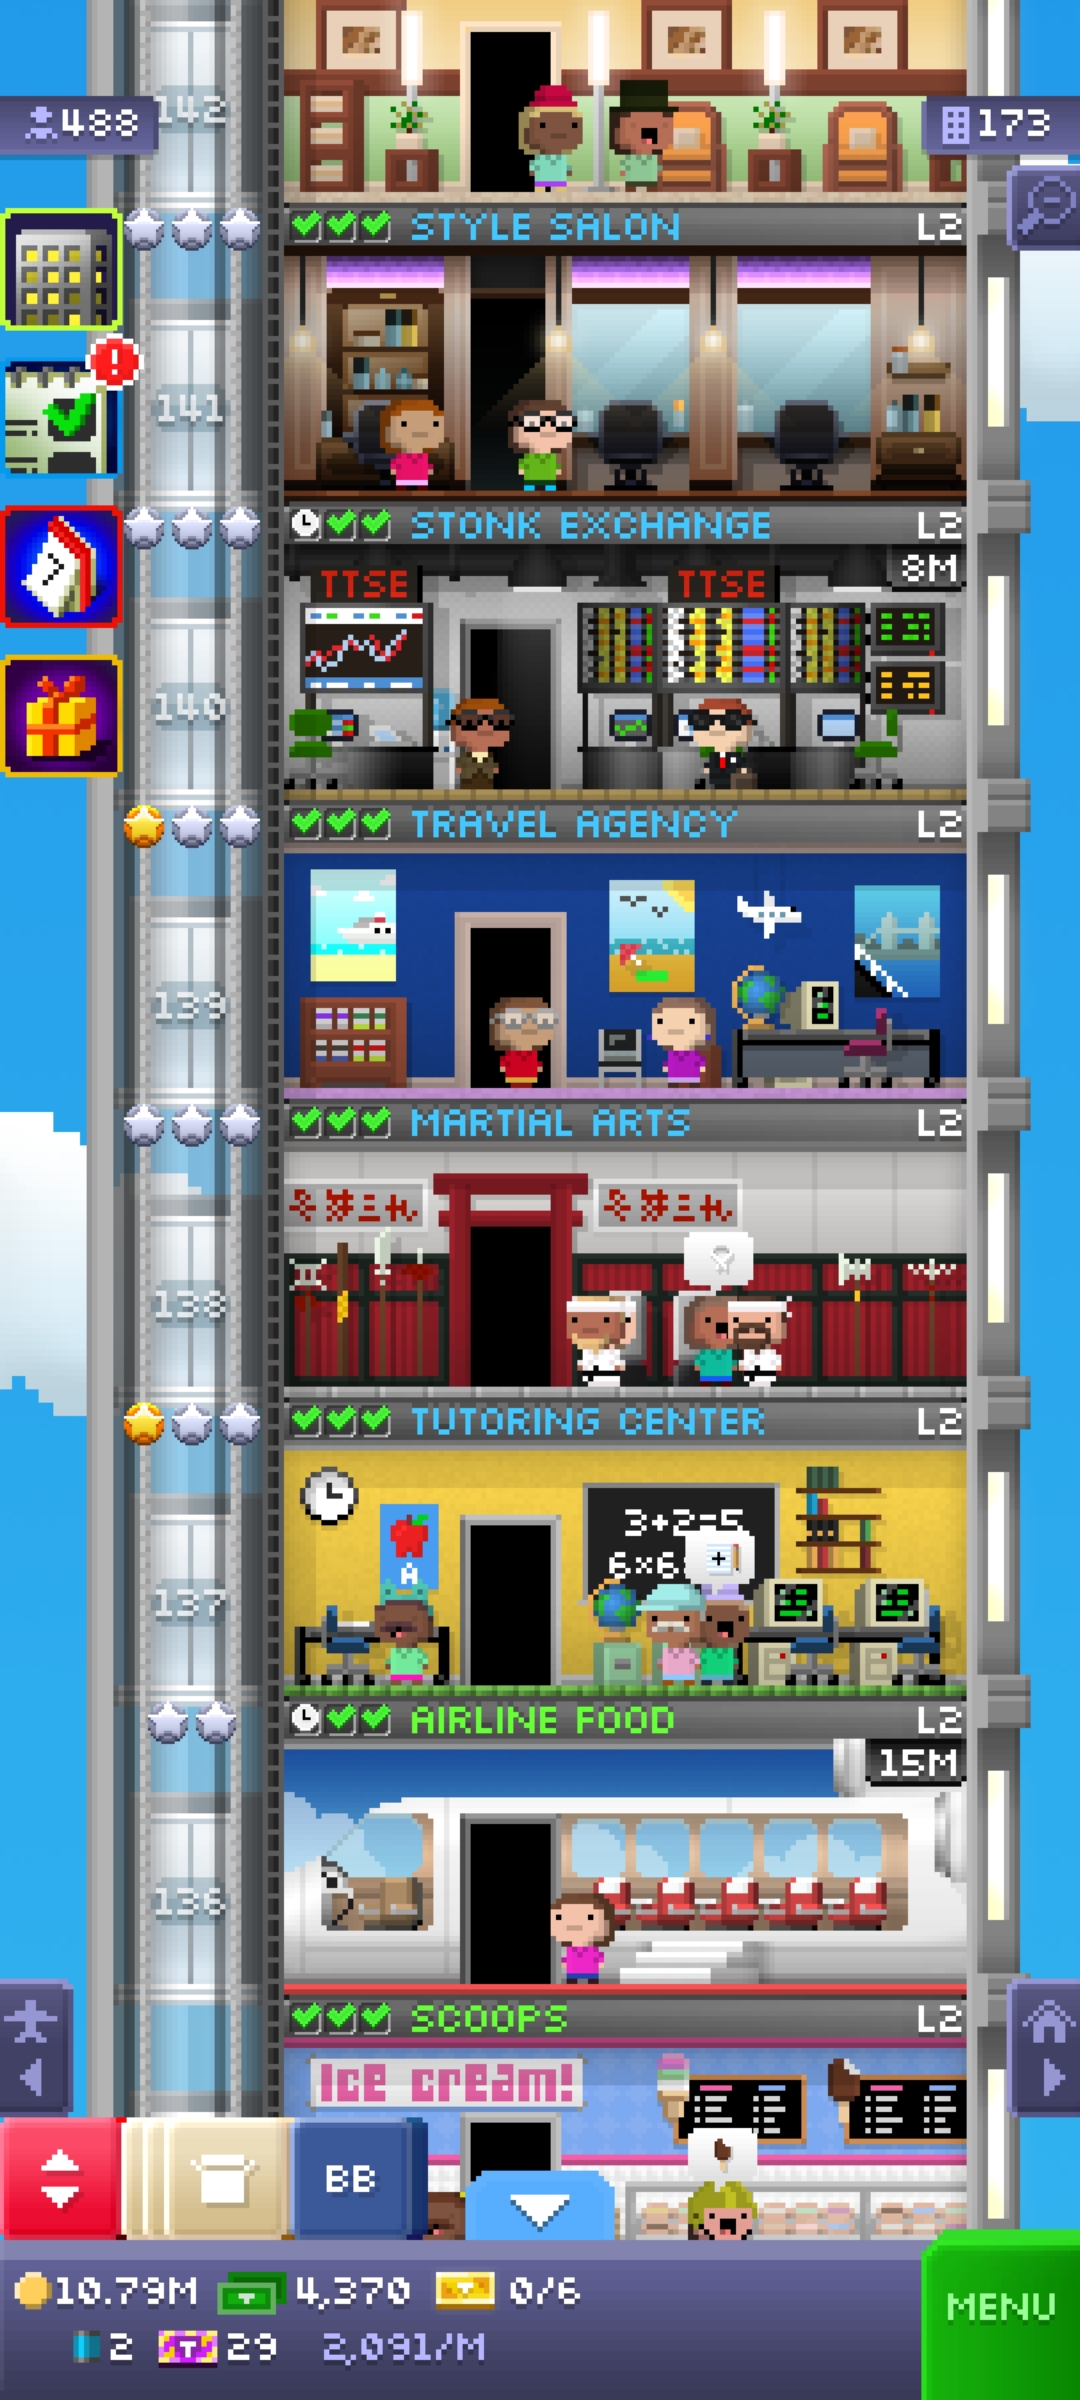 142
488
173
STYLE SALON L2
141
STONK EXCHANGE L2
8M
TTSE TTSE
140
TRAVEL AGENCY L2
139
MARTIAL ARTS L2
138
TUTORING CENTER L2
3+2=5
6x6
A
137
AIRLINE FOOD L2
15M
136
SCOOPS L2
Ice cream!
BB
10.79M 4,370 0/6
MENU
2 29 2,091/M